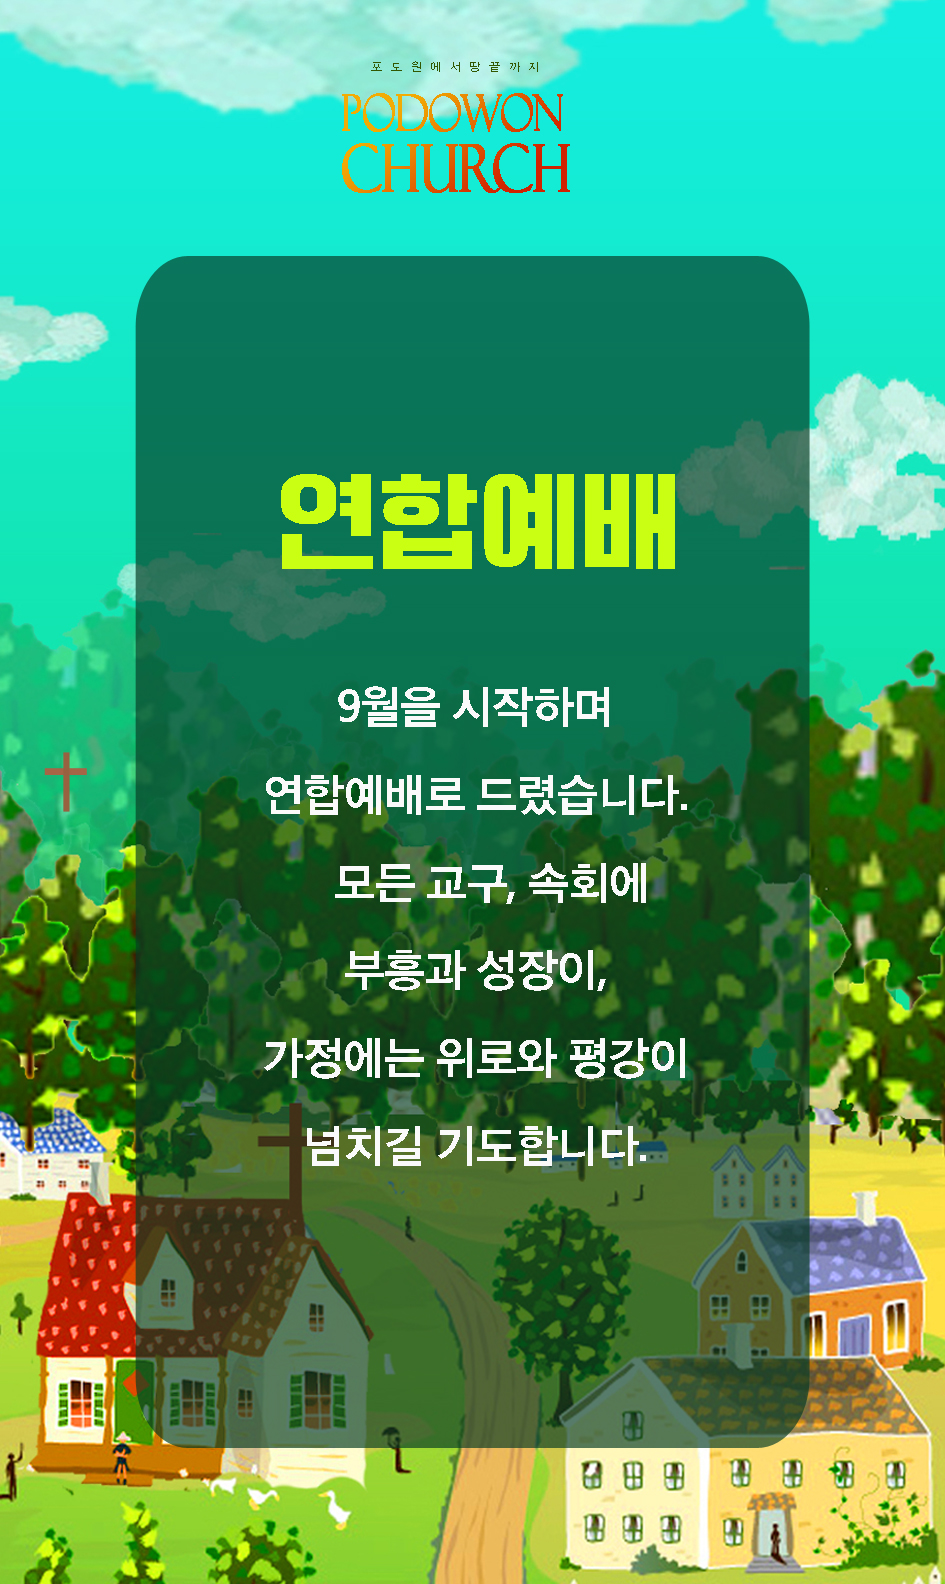 포도원에서땅끝까지
PODOWON
CHURCH
연합예배
9월을 시작하며
연합예배로 드렸습니다.
모든 교구, 속회에
부흥과 성장이,
가정에는 위로와 평강이
넘치길 기도합니다.